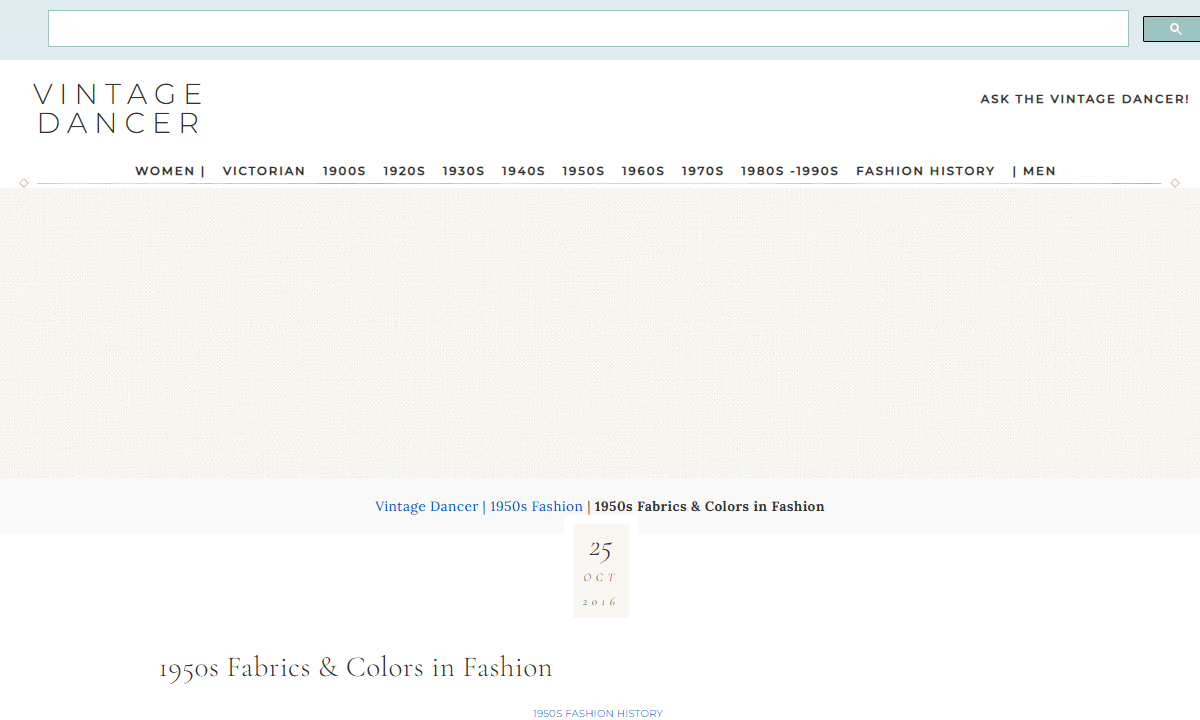 VINTAGE
DANCER
ASK THE VINTAGE DANCER!
WOMEN | VICTORIAN 1900S 1920S 1930S 1940S 1950S 1960S 1970S 1980S -1990S FASHION HISTORY | MEN
Vintage Dancer | 1950s Fashion | 1950s Fabrics & Colors in Fashion
25
OCT
2016
1950s Fabrics & Colors in Fashion
1950S FASHION HISTORY